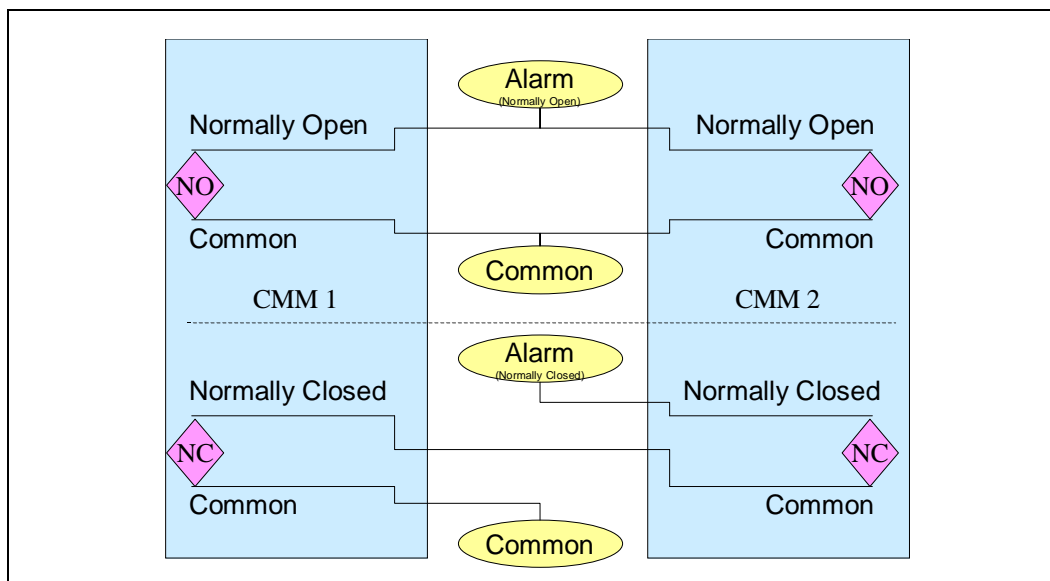 Alarm
(Normally Open)
Normally Open
Normally Open
NO
NO
Common
Common
Common
CMM 1
CMM 2
Alarm
(Normally Closed)
Normally Closed
Normally Closed
NC
NC
Common
Common
Common